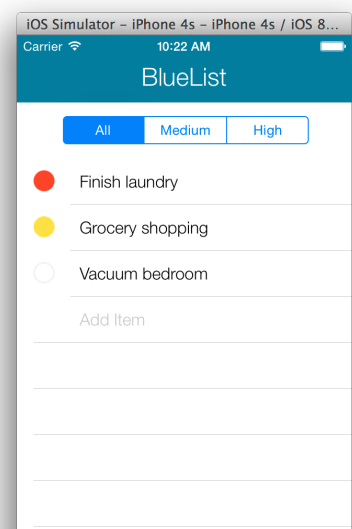 iOS Simulator – iPhone 4s – iPhone 4s / iOS 8...
Carrier 10:22 AM
BlueList
All Medium High
Finish laundry
Grocery shopping
Vacuum bedroom
Add Item